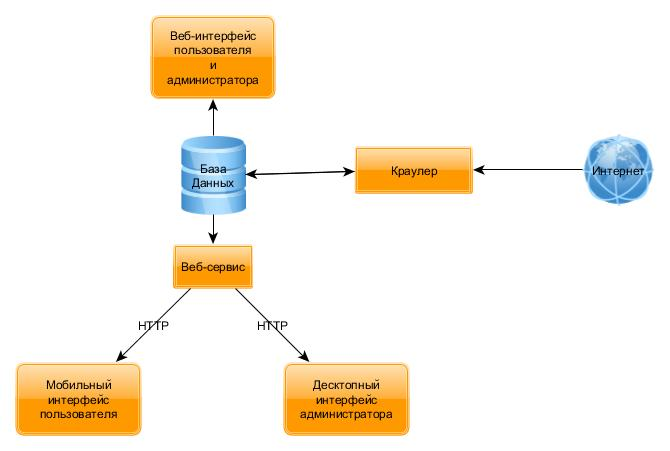 Веб-интерфейс
пользователя
и
администратора
База
Данных
Краулер
Интернет
Веб-сервис
HTTP
HTTP
Мобильный
интерфейс
пользователя
Десктопный
интерфейс
администратора